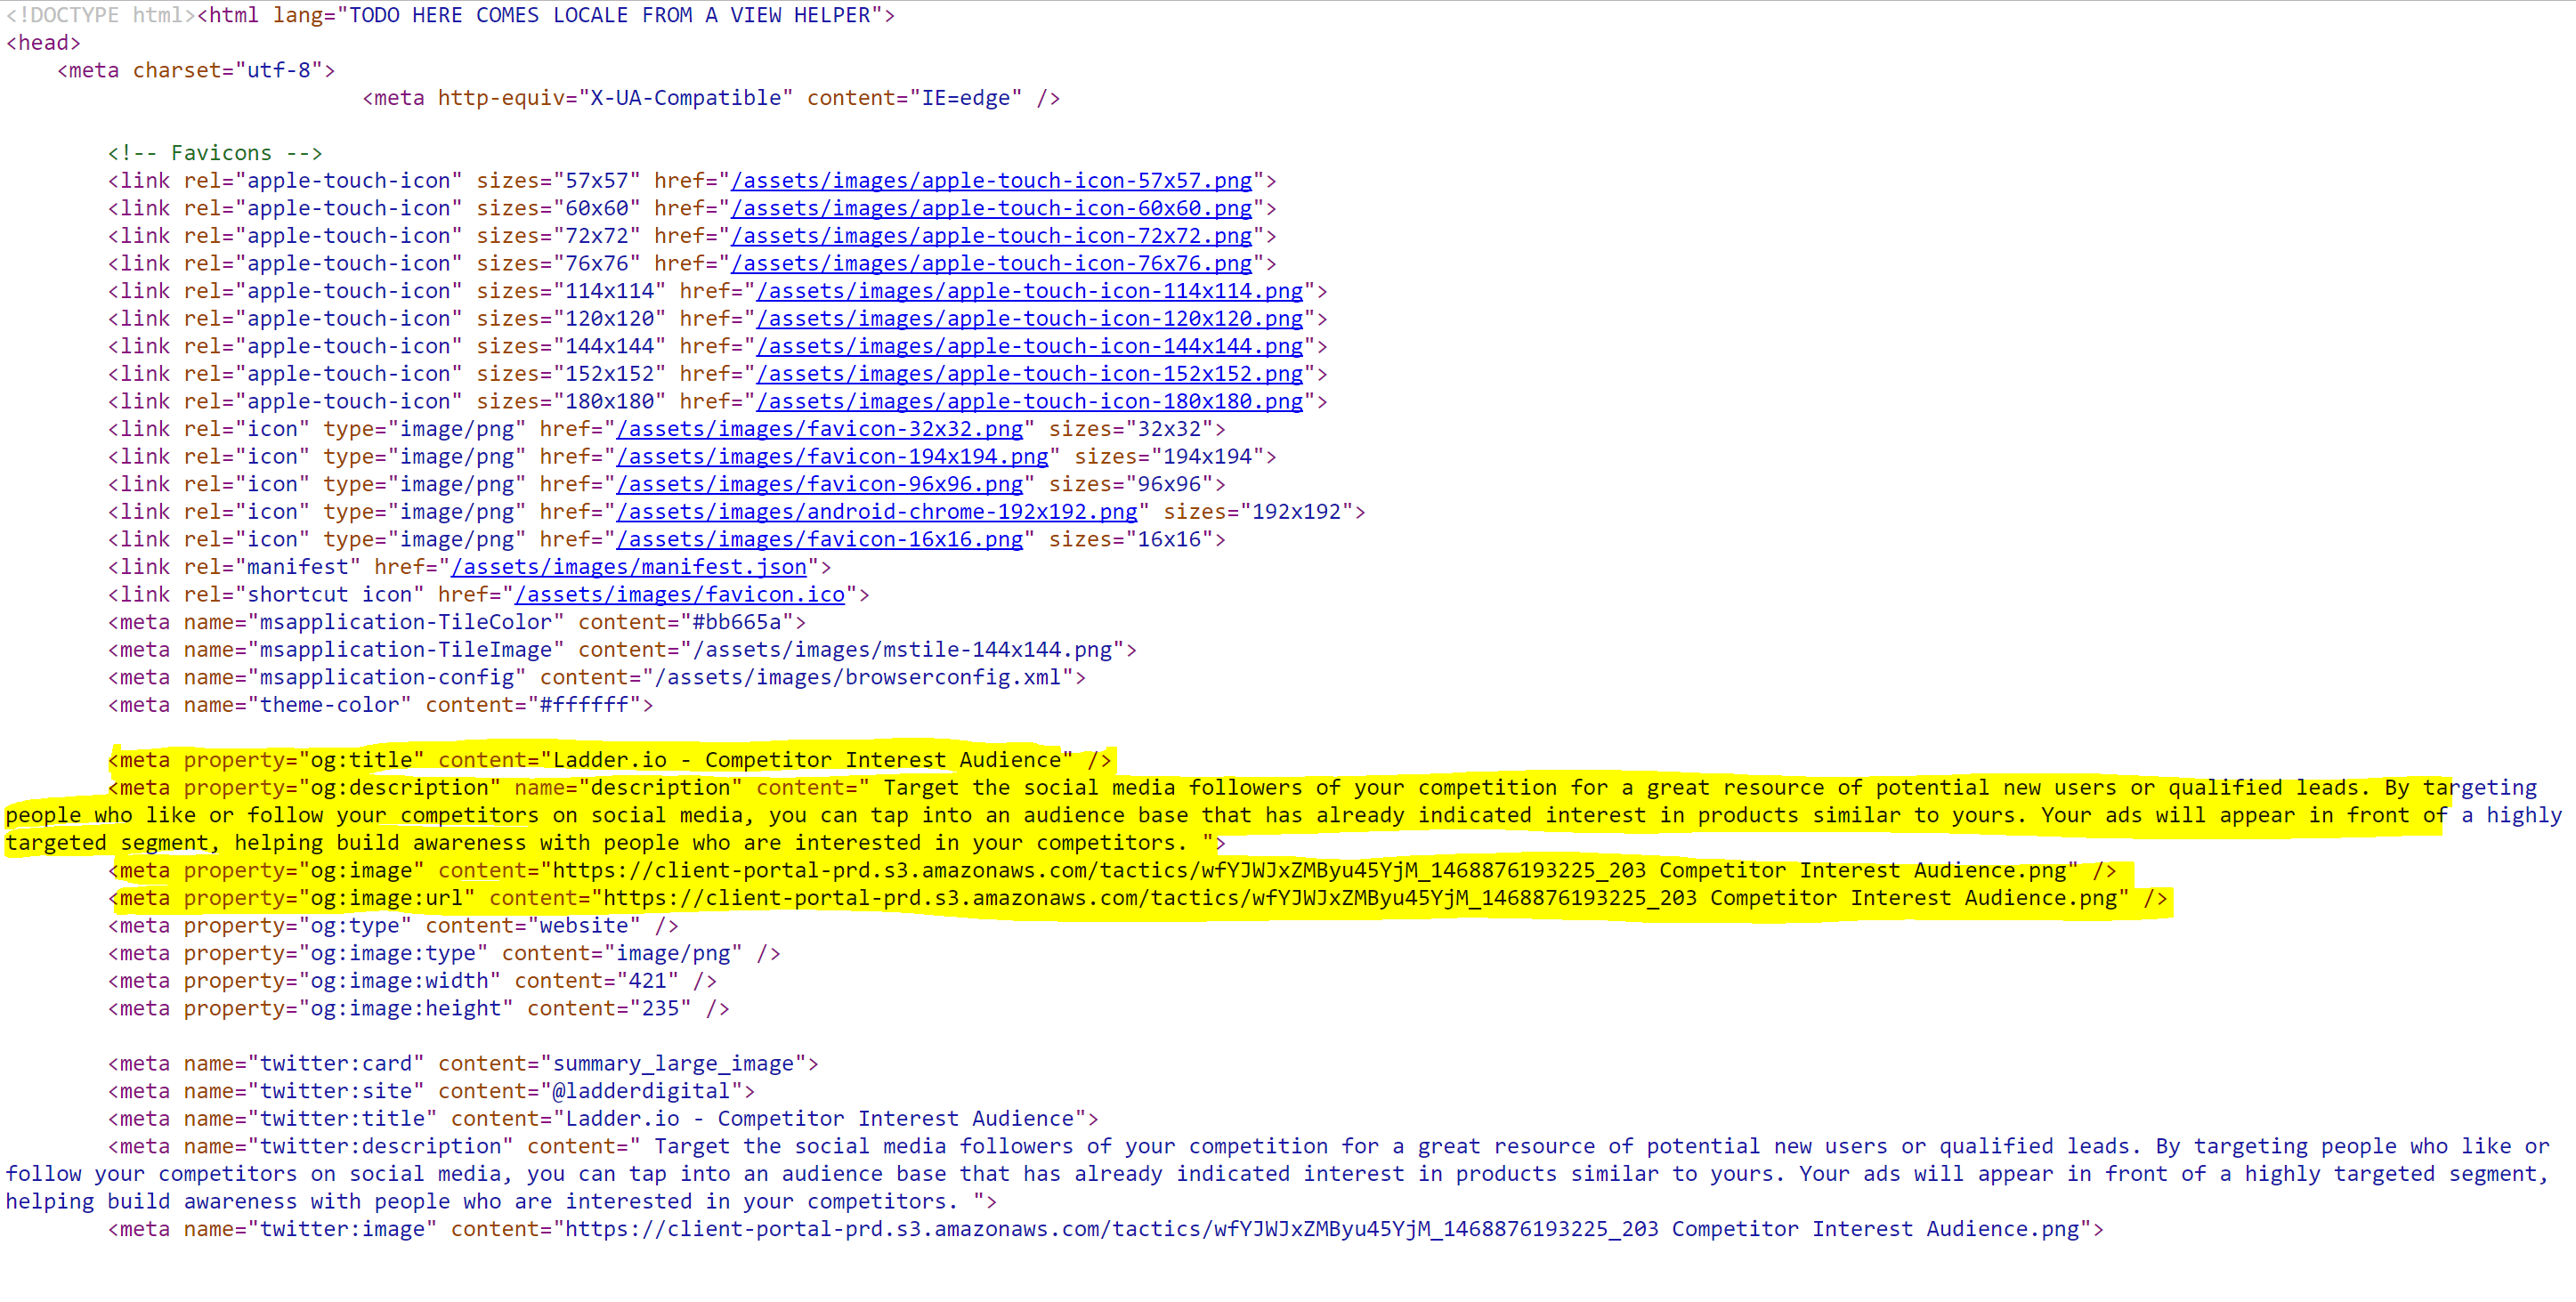 <!DOCTYPE html><html lang="TODO HERE COMES LOCALE FROM A VIEW HELPER">
<head>
    <meta charset="utf-8">
                            <meta http-equiv="X-UA-Compatible" content="IE=edge" />

        <!-- Favicons -->
        <link rel="apple-touch-icon" sizes="57x57" href="/assets/images/apple-touch-icon-57x57.png">
        <link rel="apple-touch-icon" sizes="60x60" href="/assets/images/apple-touch-icon-60x60.png">
        <link rel="apple-touch-icon" sizes="72x72" href="/assets/images/apple-touch-icon-72x72.png">
        <link rel="apple-touch-icon" sizes="76x76" href="/assets/images/apple-touch-icon-76x76.png">
        <link rel="apple-touch-icon" sizes="114x114" href="/assets/images/apple-touch-icon-114x114.png">
        <link rel="apple-touch-icon" sizes="120x120" href="/assets/images/apple-touch-icon-120x120.png">
        <link rel="apple-touch-icon" sizes="144x144" href="/assets/images/apple-touch-icon-144x144.png">
        <link rel="apple-touch-icon" sizes="152x152" href="/assets/images/apple-touch-icon-152x152.png">
        <link rel="apple-touch-icon" sizes="180x180" href="/assets/images/apple-touch-icon-180x180.png">
        <link rel="icon" type="image/png" href="/assets/images/favicon-32x32.png" sizes="32x32">
        <link rel="icon" type="image/png" href="/assets/images/favicon-194x194.png" sizes="194x194">
        <link rel="icon" type="image/png" href="/assets/images/favicon-96x96.png" sizes="96x96">
        <link rel="icon" type="image/png" href="/assets/images/android-chrome-192x192.png" sizes="192x192">
        <link rel="icon" type="image/png" href="/assets/images/favicon-16x16.png" sizes="16x16">
        <link rel="manifest" href="/assets/images/manifest.json">
        <link rel="shortcut icon" href="/assets/images/favicon.ico">
        <meta name="msapplication-TileColor" content="#bb665a">
        <meta name="msapplication-TileImage" content="/assets/images/mstile-144x144.png">
        <meta name="msapplication-config" content="/assets/images/browserconfig.xml">
        <meta name="theme-color" content="#ffffff">

        <meta property="og:title" content="Ladder.io - Competitor Interest Audience" />
        <meta property="og:description" name="description" content=" Target the social media followers of your competition for a great resource of potential new users or qualified leads. By targeting
people who like or follow your competitors on social media, you can tap into an audience base that has already indicated interest in products similar to yours. Your ads will appear in front of a highly
targeted segment, helping build awareness with people who are interested in your competitors. ">
        <meta property="og:image" content="https://client-portal-prd.s3.amazonaws.com/tactics/wfYJWJxZMByu45YjM_1468876193225_203 Competitor Interest Audience.png" />
        <meta property="og:image:url" content="https://client-portal-prd.s3.amazonaws.com/tactics/wfYJWJxZMByu45YjM_1468876193225_203 Competitor Interest Audience.png" />
        <meta property="og:type" content="website" />
        <meta property="og:image:type" content="image/png" />
        <meta property="og:image:width" content="421" />
        <meta property="og:image:height" content="235" />

        <meta name="twitter:card" content="summary_large_image">
        <meta name="twitter:site" content="@ladderdigital">
        <meta name="twitter:title" content="Ladder.io - Competitor Interest Audience">
        <meta name="twitter:description" content=" Target the social media followers of your competition for a great resource of potential new users or qualified leads. By targeting people who like or
follow your competitors on social media, you can tap into an audience base that has already indicated interest in products similar to yours. Your ads will appear in front of a highly targeted segment,
helping build awareness with people who are interested in your competitors. ">
        <meta name="twitter:image" content="https://client-portal-prd.s3.amazonaws.com/tactics/wfYJWJxZMByu45YjM_1468876193225_203 Competitor Interest Audience.png">